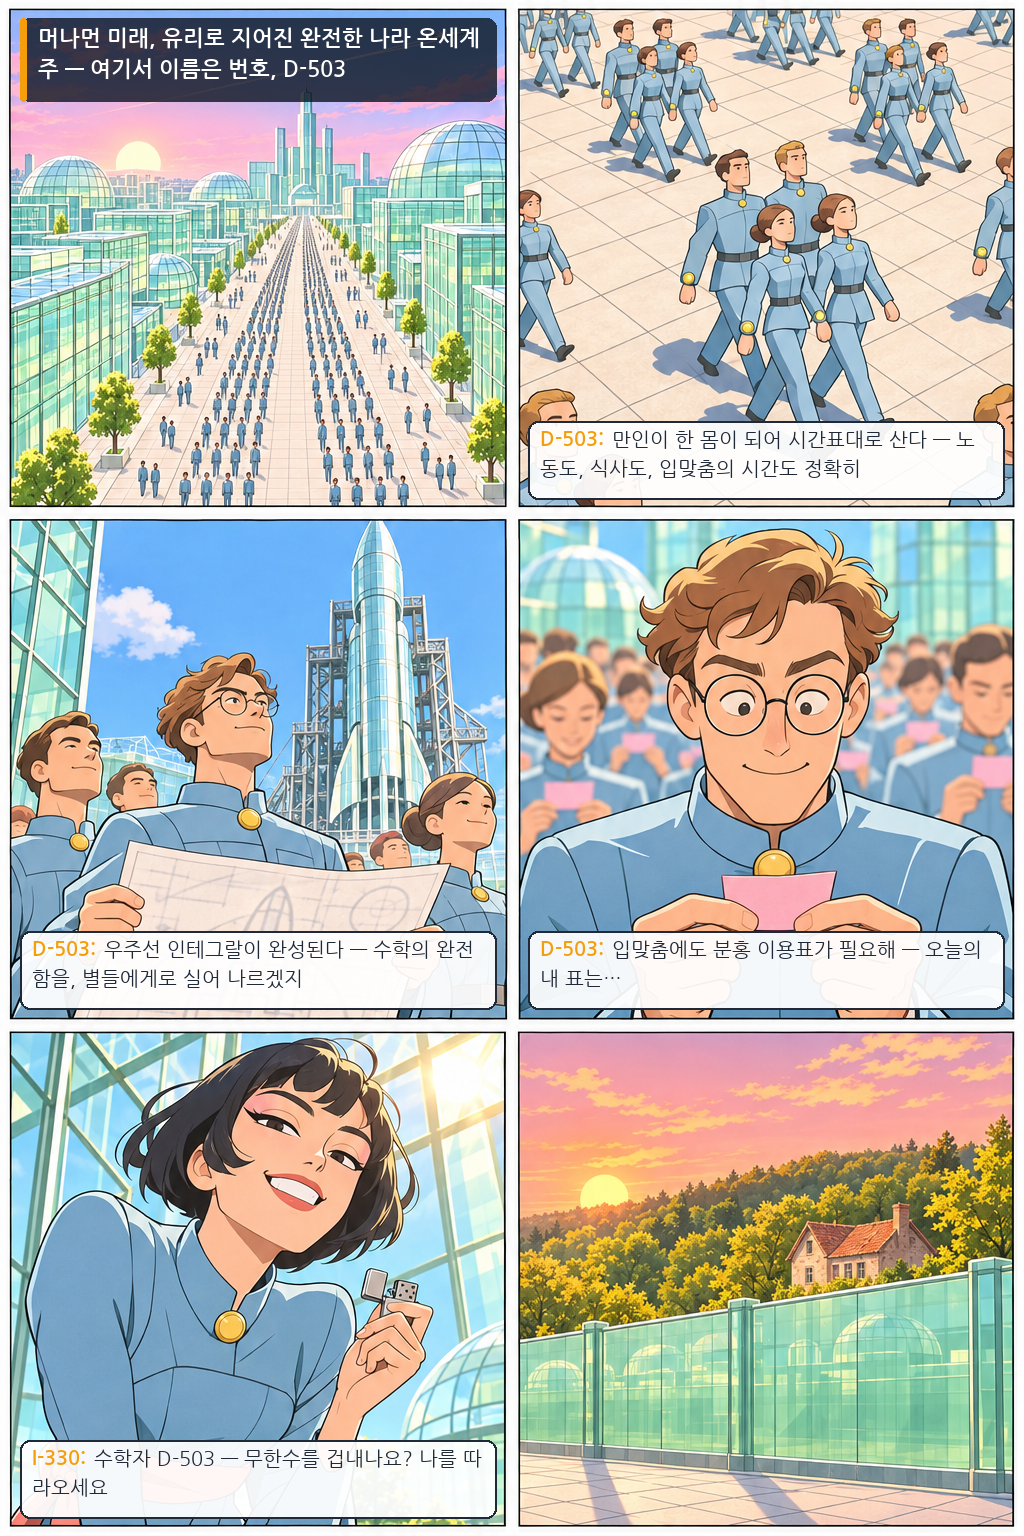 머나먼 미래, 유리로 지어진 완전한 나라 온세계
주 — 여기서 이름은 번호, D-503
D-503: 만인이 한 몸이 되어 시간표대로 산다 — 노
동도, 식사도, 입맞춤의 시간도 정확히
D-503: 우주선 인테그랄이 완성된다 — 수학의 완전
함을, 별들에게로 실어 나르겠지
D-503: 입맞춤에도 분홍 이용표가 필요해 — 오늘의
내 표는…
I-330: 수학자 D-503 — 무한수를 겁내나요? 나를 따
라오세요